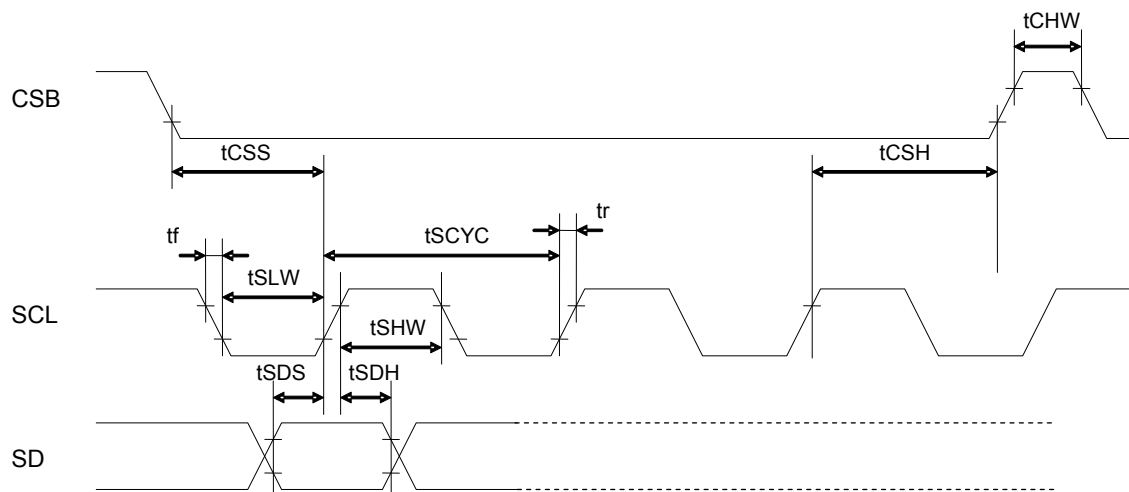 tCHW
CSB
tCSS
tCSH
tf
tr
tSCYC
tSLW
SCL
tSHW
tSDS
tSDH
SD